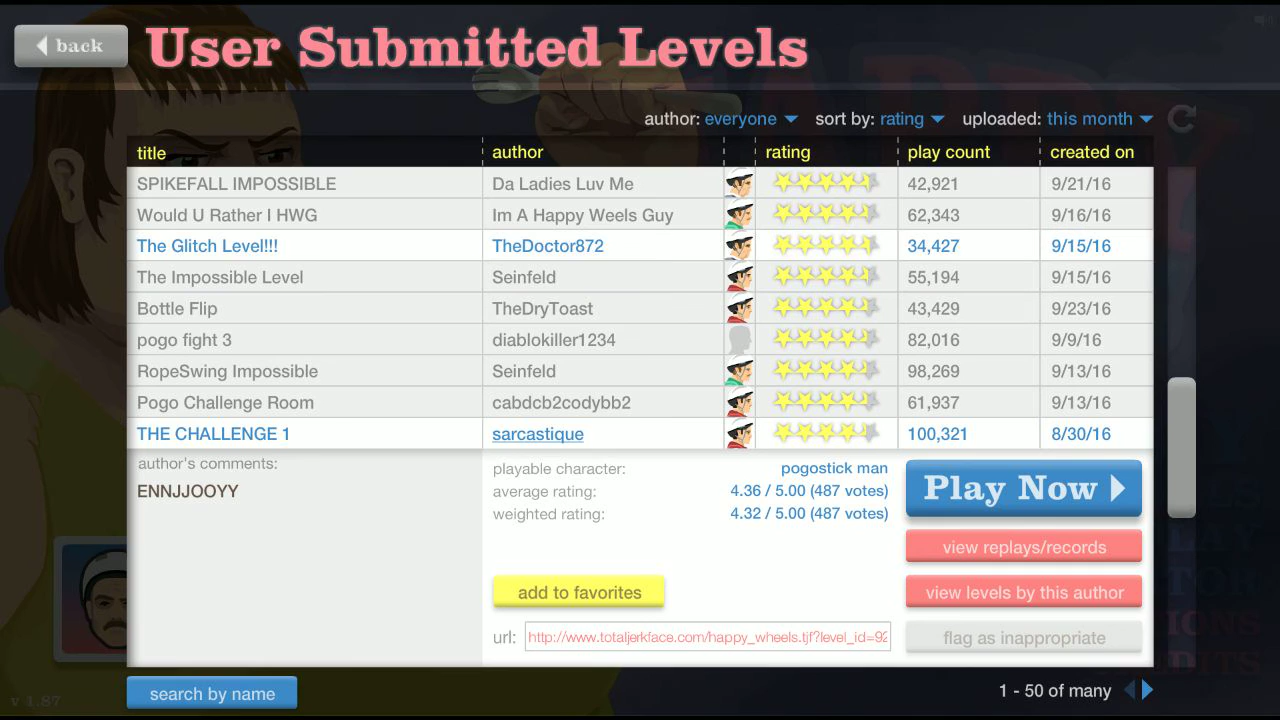 back
User Submitted Levels
author: everyone sort by: rating uploaded: this month
title author rating play count created on
SPIKEFALL IMPOSSIBLE Da Ladies Luv Me 42,921 9/21/16
Would U Rather I HWG Im A Happy Weels Guy 62,343 9/16/16
The Glitch Level!!! TheDoctor872 34,427 9/15/16
The Impossible Level Seinfeld 55,194 9/15/16
Bottle Flip TheDryToast 43,429 9/23/16
pogo fight 3 diablokiller1234 82,016 9/9/16
RopeSwing Impossible Seinfeld 98,269 9/13/16
Pogo Challenge Room cabdcb2codybb2 61,937 9/13/16
THE CHALLENGE 1 sarcastique 100,321 8/30/16
author's comments:
ENNJJOOYY
playable character: pogostick man
average rating: 4.36 / 5.00 (487 votes)
weighted rating: 4.32 / 5.00 (487 votes)
Play Now
view replays/records
add to favorites
view levels by this author
url: http://www.totaljerkface.com/happy_wheels.tjf?level_id=92
flag as inappropriate
search by name
1 - 50 of many
v 1.87